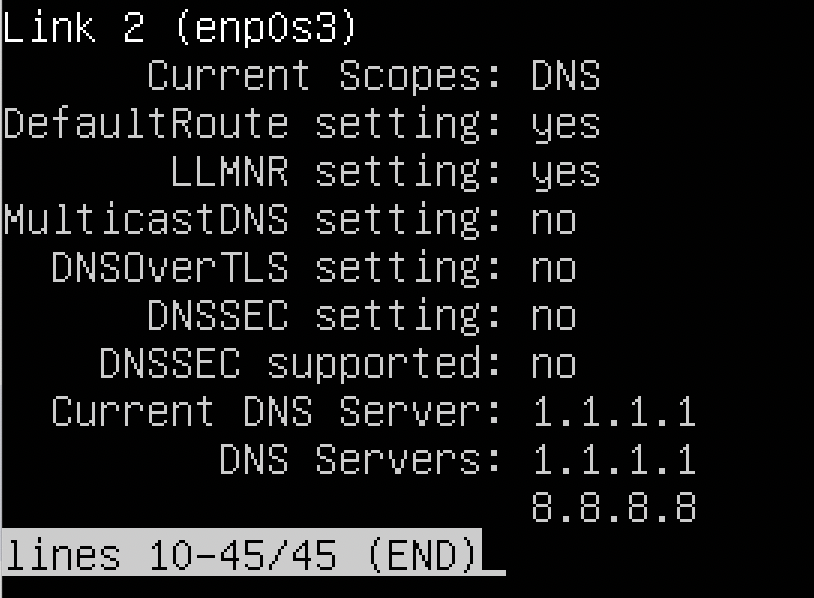 Link 2 (enp0s3)
Current Scopes: DNS
DefaultRoute setting: yes
LLMNR setting: yes
MulticastDNS setting: no
DNSOverTLS setting: no
DNSSEC setting: no
DNSSEC supported: no
Current DNS Server: 1.1.1.1
DNS Servers: 1.1.1.1
8.8.8.8
lines 10-45/45 (END)